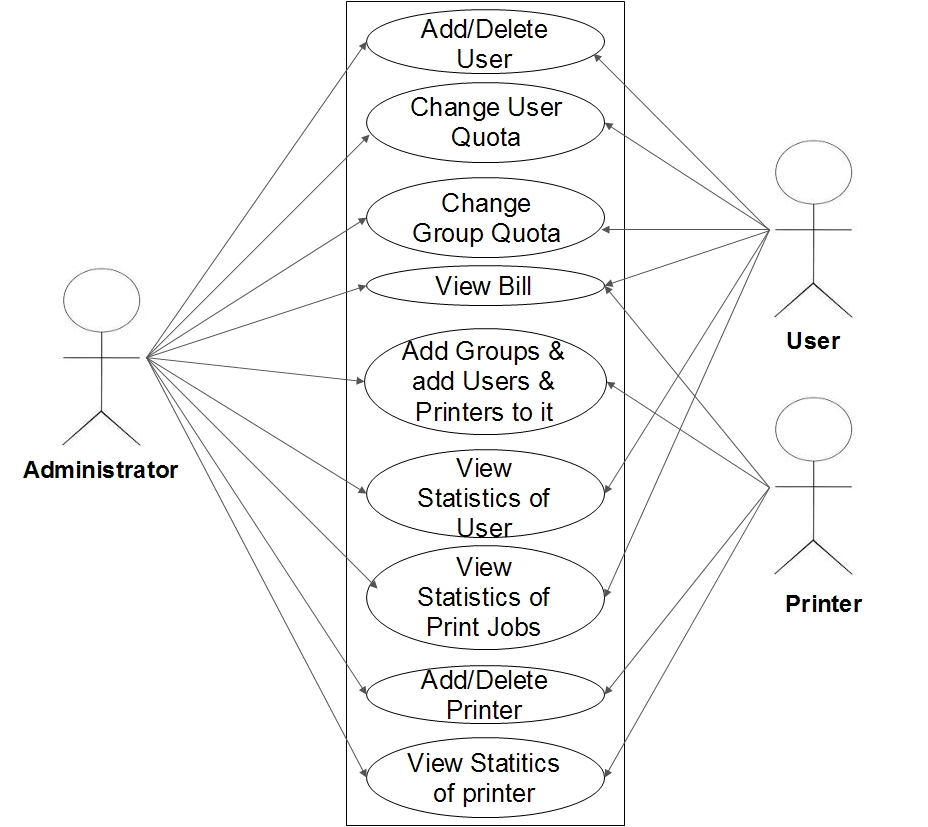 Add/Delete
User
Change User
Quota
Change
Group Quota
View Bill
Add Groups &
add Users &
Printers to it
View
Statistics of
User
View
Statistics of
Print Jobs
Add/Delete
Printer
View Statitics
of printer
Administrator
User
Printer